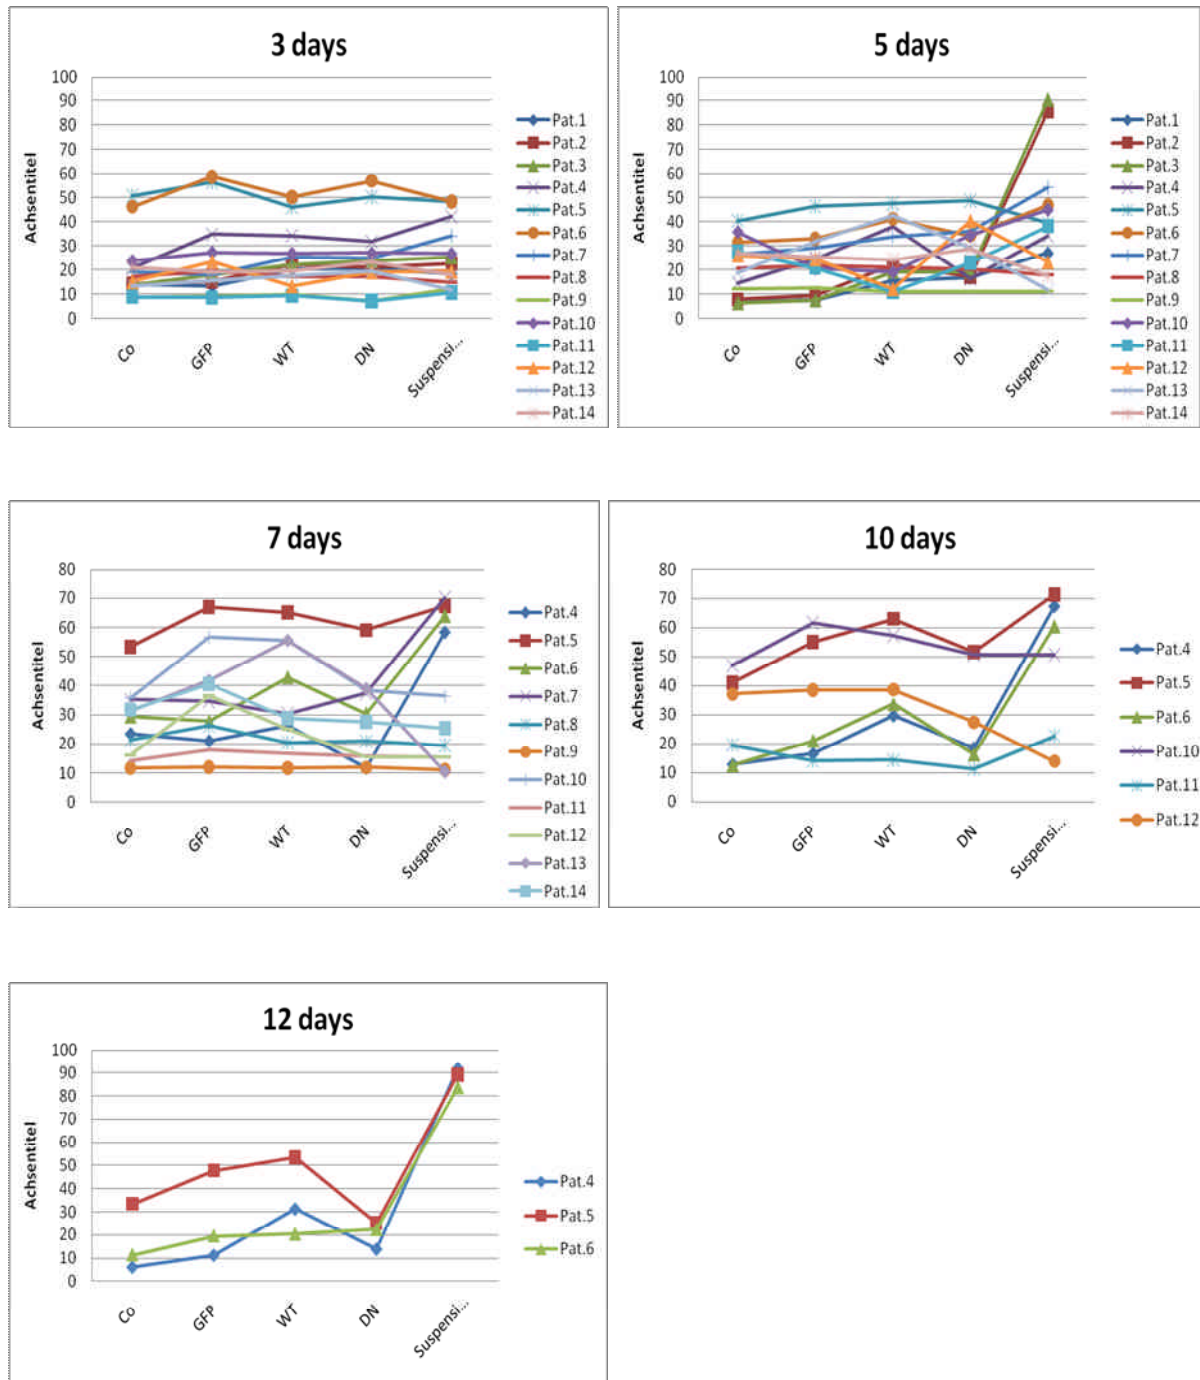 3 days
100
90
80
70
60
50
40
30
20
10
0
Achsentitel
Co
GFP
WT
DN
Suspensi...
Pat.1
Pat.2
Pat.3
Pat.4
Pat.5
Pat.6
Pat.7
Pat.8
Pat.9
Pat.10
Pat.11
Pat.12
Pat.13
Pat.14
5 days
100
90
80
70
60
50
40
30
20
10
0
Achsentitel
Co
GFP
WT
DN
Suspensi...
Pat.1
Pat.2
Pat.3
Pat.4
Pat.5
Pat.6
Pat.7
Pat.8
Pat.9
Pat.10
Pat.11
Pat.12
Pat.13
Pat.14
7 days
80
70
60
50
40
30
20
10
0
Achsentitel
Co
GFP
WT
DN
Suspensi...
Pat.4
Pat.5
Pat.6
Pat.7
Pat.8
Pat.9
Pat.10
Pat.11
Pat.12
Pat.13
Pat.14
10 days
80
70
60
50
40
30
20
10
0
Achsentitel
Co
GFP
WT
DN
Suspensi...
Pat.4
Pat.5
Pat.6
Pat.10
Pat.11
Pat.12
12 days
100
90
80
70
60
50
40
30
20
10
0
Achsentitel
Co
GFP
WT
DN
Suspensi...
Pat.4
Pat.5
Pat.6